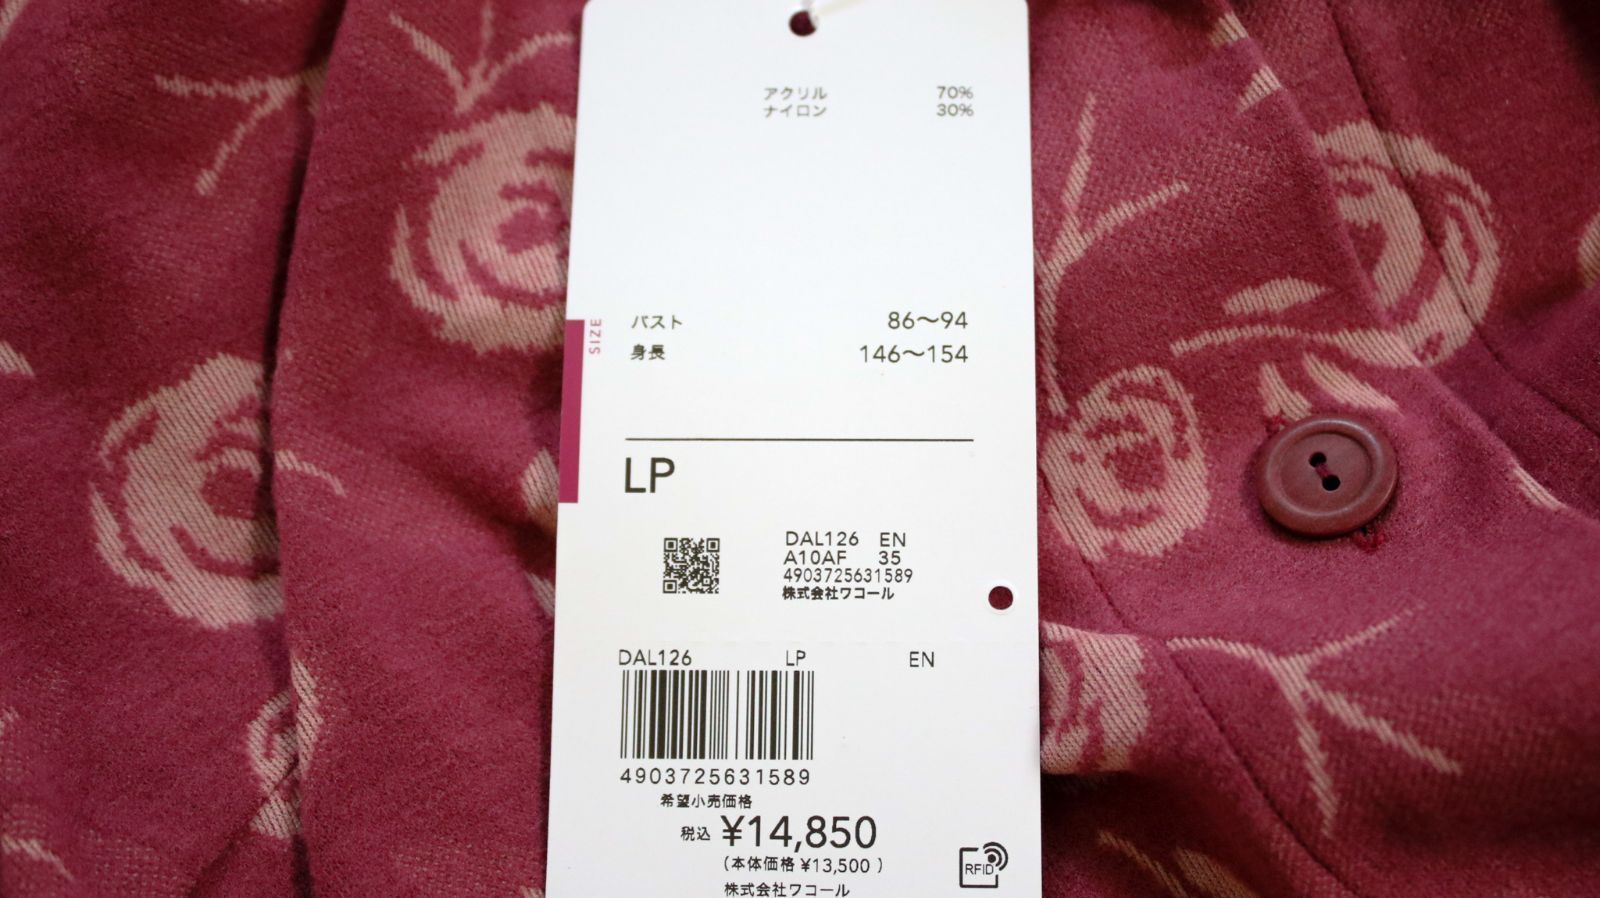 アクリル 70%
ナイロン 30%
SIZE
バスト 86～94
身長 146～154
LP
DAL126 EN
A10AF 35
4903725631589
株式会社ワコール
DAL126 LP EN
4903725631589
希望小売価格
税込 ¥14,850
(本体価格 ¥13,500 )
株式会社ワコール
RFID